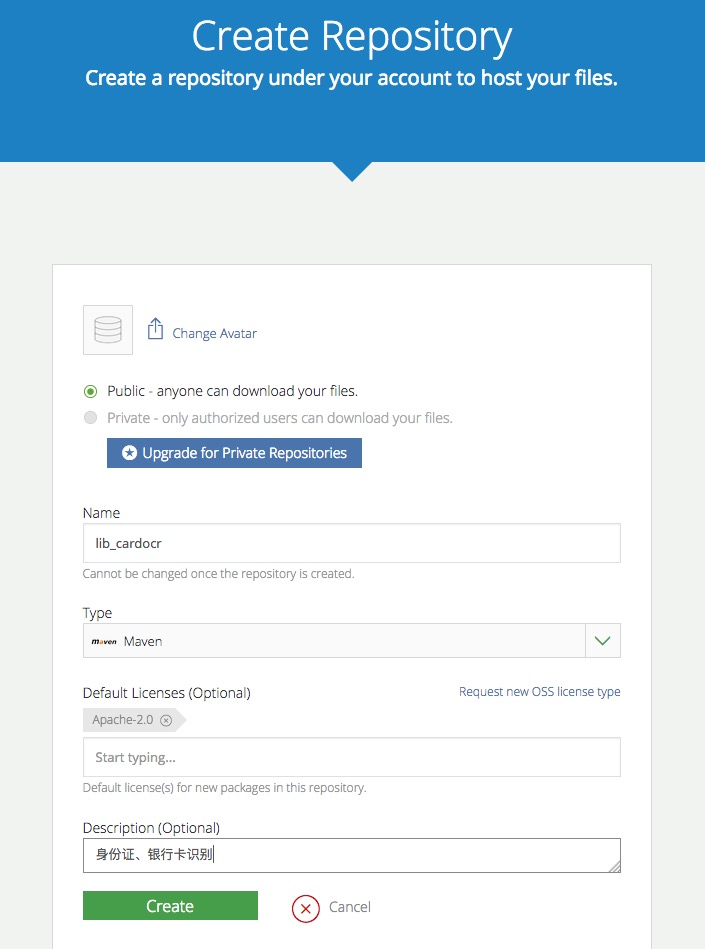 Create Repository
Create a repository under your account to host your files.
Change Avatar
Public - anyone can download your files.
Private - only authorized users can download your files.
Upgrade for Private Repositories
Name
lib_cardocr
Cannot be changed once the repository is created.
Type
maven Maven
Default Licenses (Optional) Request new OSS license type
Apache-2.0
Start typing...
Default license(s) for new packages in this repository.
Description (Optional)
身份证、银行卡识别
Create Cancel